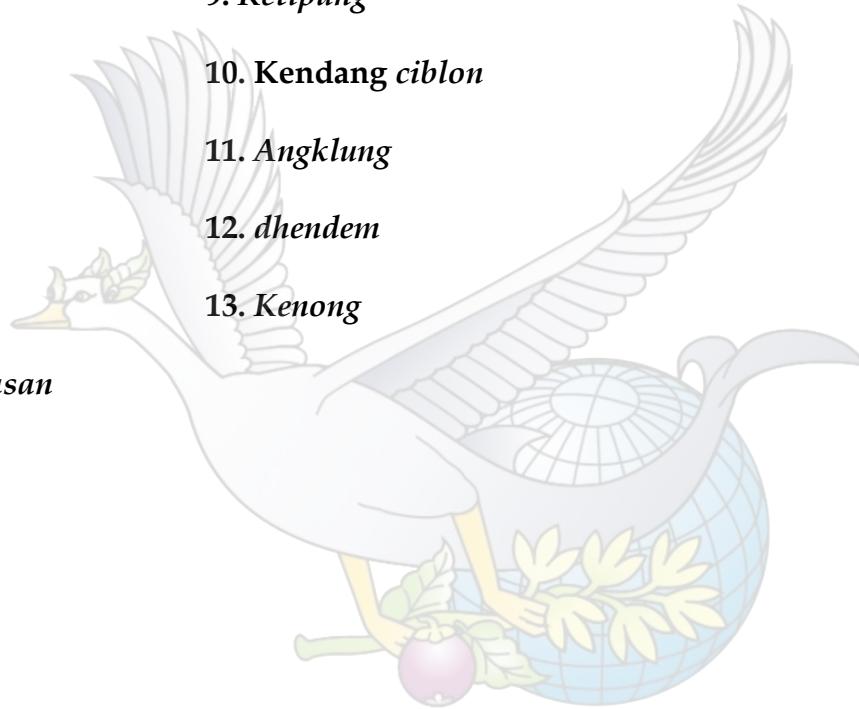 10. Kendang ciblon
11. Angklung
12. dhendem
13. Kenong